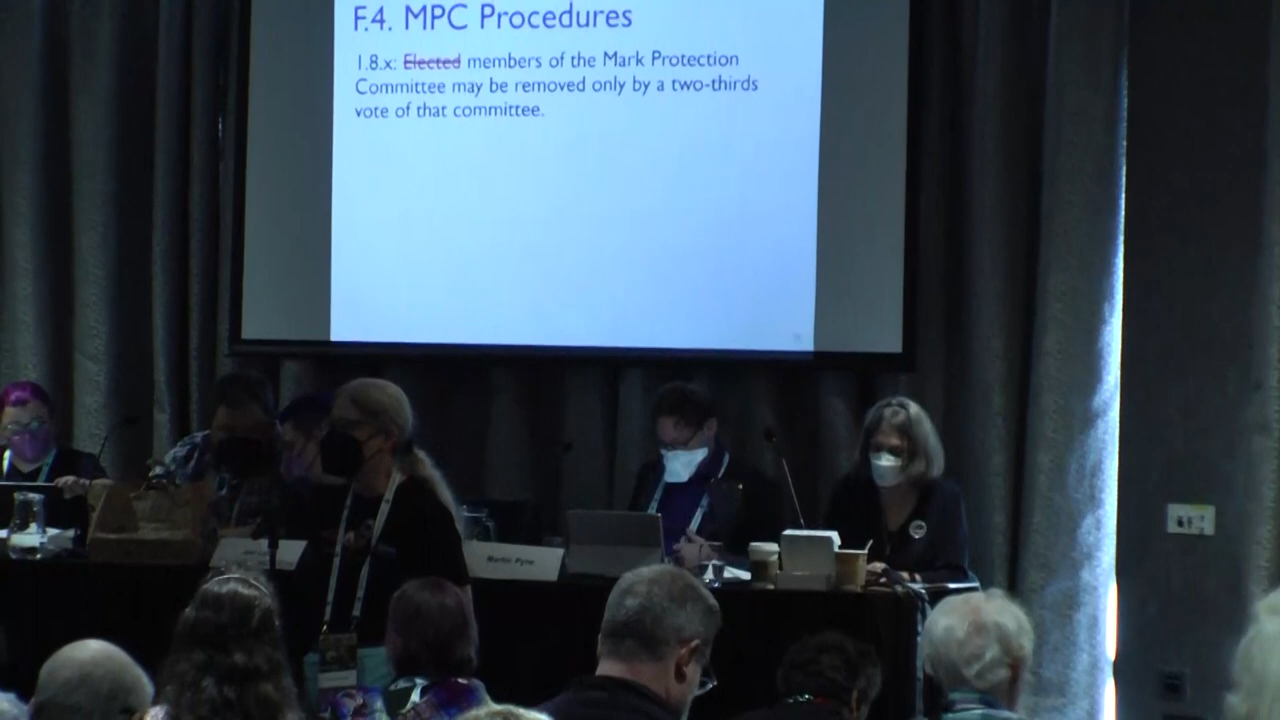 F.4. MPC Procedures
1.8.x: Elected members of the Mark Protection
Committee may be removed only by a two-thirds
vote of that committee.
Martin Pyne